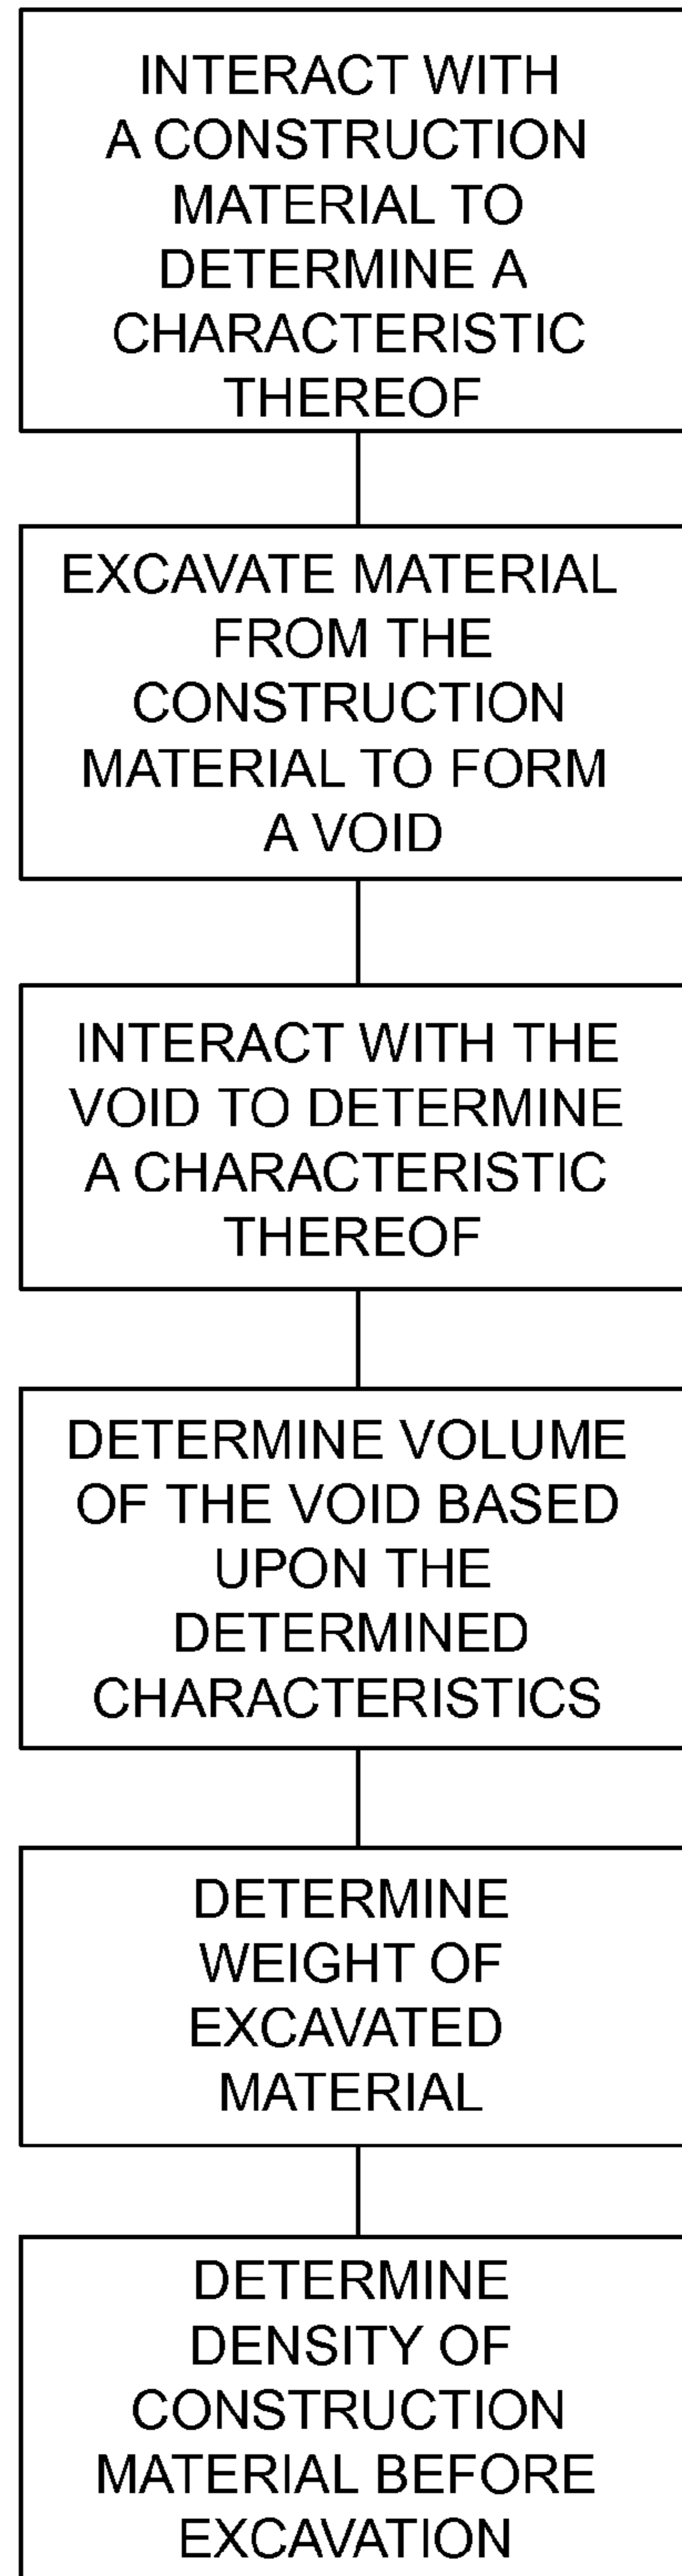 INTERACT WITH
A CONSTRUCTION
MATERIAL TO
DETERMINE A
CHARACTERISTIC
THEREOF
EXCAVATE MATERIAL
FROM THE
CONSTRUCTION
MATERIAL TO FORM
A VOID
INTERACT WITH THE
VOID TO DETERMINE
A CHARACTERISTIC
THEREOF
DETERMINE VOLUME
OF THE VOID BASED
UPON THE
DETERMINED
CHARACTERISTICS
DETERMINE
WEIGHT OF
EXCAVATED
MATERIAL
DETERMINE
DENSITY OF
CONSTRUCTION
MATERIAL BEFORE
EXCAVATION